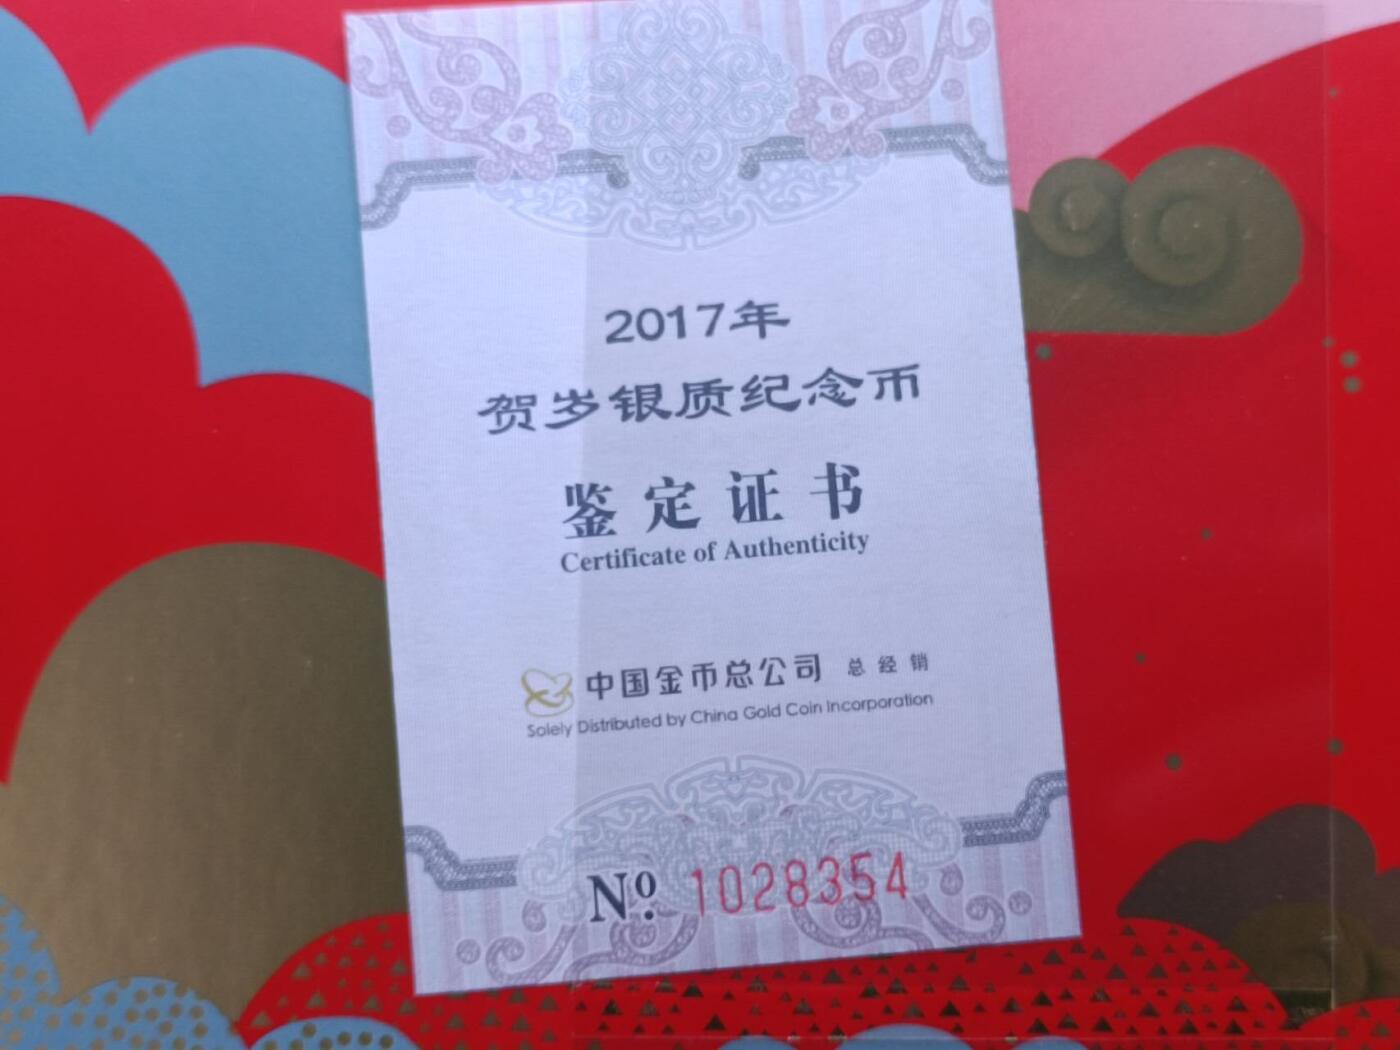 2017年
贺岁银质纪念币
鉴定证书
Certificate of Authenticity
中国金币总公司 总经销
Solely Distributed by China Gold Coin Incorporation
Nº. 1028354